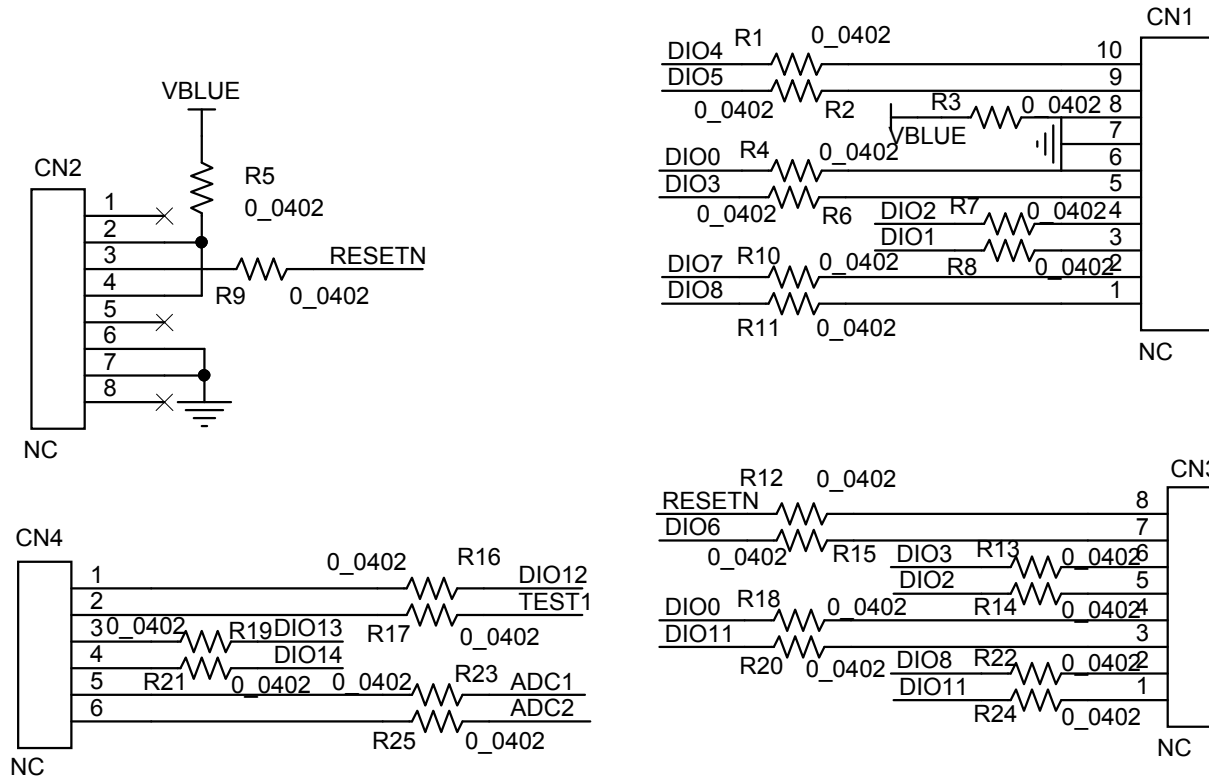 VBLUE
CN2
R5
0_0402
1
2
3
4
5
6
7
8
RESETN
R9
0_0402
NC
CN1
DIO4 R1 0_0402 10
DIO5 9
0_0402 R2 R3 0_0402 8
VBLUE 7
DIO0 R4 0_0402 6
DIO3 5
0_0402 R6 DIO2 R7 0_0402 4
DIO1 3
R8 0_0402
DIO7 R10 0_0402 2
DIO8 1
R11 0_0402
NC
CN4
1 0_0402 R16 DIO12
2 TEST1
R17 0_0402
3 0_0402 R19 DIO13
4 DIO14
R21 0_0402
5 0_0402 R23 ADC1
6 ADC2
R25 0_0402
NC
CN3
R12 0_0402
RESETN 8
DIO6 7
0_0402 R15 DIO3 R13 0_0402 6
DIO2 5
R14 0_0402
DIO0 R18 0_0402 4
DIO11 3
R20 0_0402 DIO8 R22 0_0402 2
DIO11 1
R24 0_0402
NC